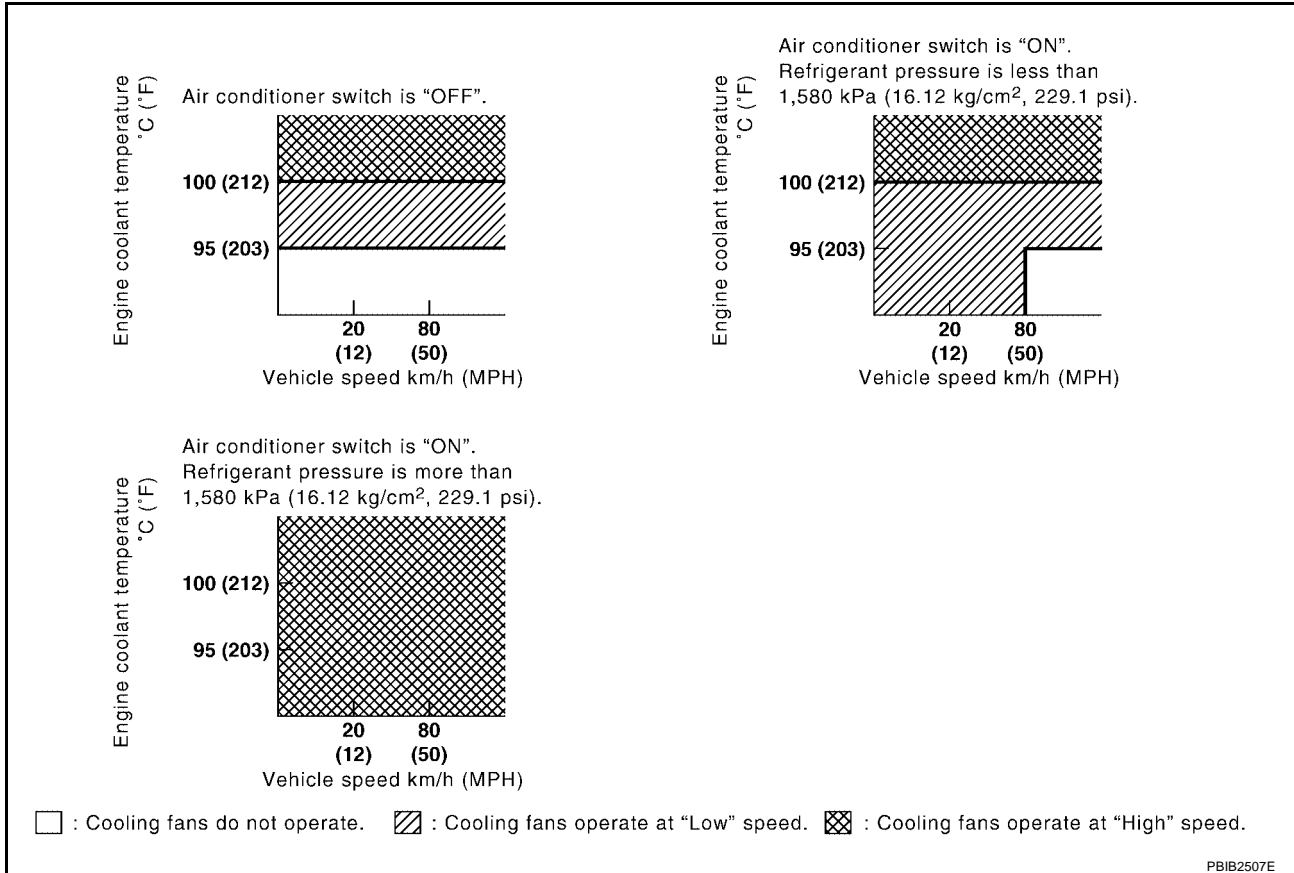 Air conditioner switch is “OFF”.
Engine coolant temperature
°C (°F)
100 (212)
95 (203)
20
(12)
80
(50)
Vehicle speed km/h (MPH)
Air conditioner switch is “ON”.
Refrigerant pressure is less than
1,580 kPa (16.12 kg/cm², 229.1 psi).
Engine coolant temperature
°C (°F)
100 (212)
95 (203)
20
(12)
80
(50)
Vehicle speed km/h (MPH)
Air conditioner switch is “ON”.
Refrigerant pressure is more than
1,580 kPa (16.12 kg/cm², 229.1 psi).
Engine coolant temperature
°C (°F)
100 (212)
95 (203)
20
(12)
80
(50)
Vehicle speed km/h (MPH)
: Cooling fans do not operate.
: Cooling fans operate at “Low” speed.
: Cooling fans operate at “High” speed.
PBIB2507E